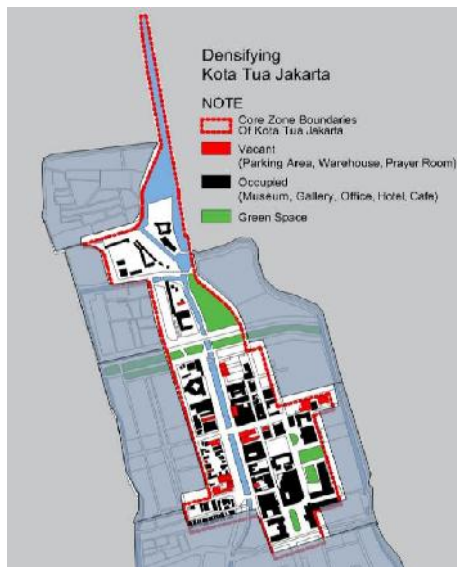 Densifying
Kota Tua Jakarta
NOTE
Core Zone Boundaries
Of Kota Tua Jakarta
Vacant
(Parking Area, Warehouse, Prayer Room)
Occupied
(Museum, Gallery, Office, Hotel, Cafe)
Green Space